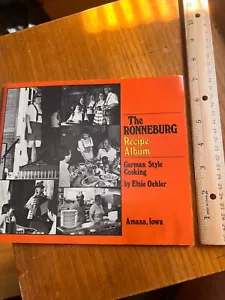 The
RONNEBURG
Recipe
Album
German Style
Cooking
by Elsie Oehler
Amana, Iowa